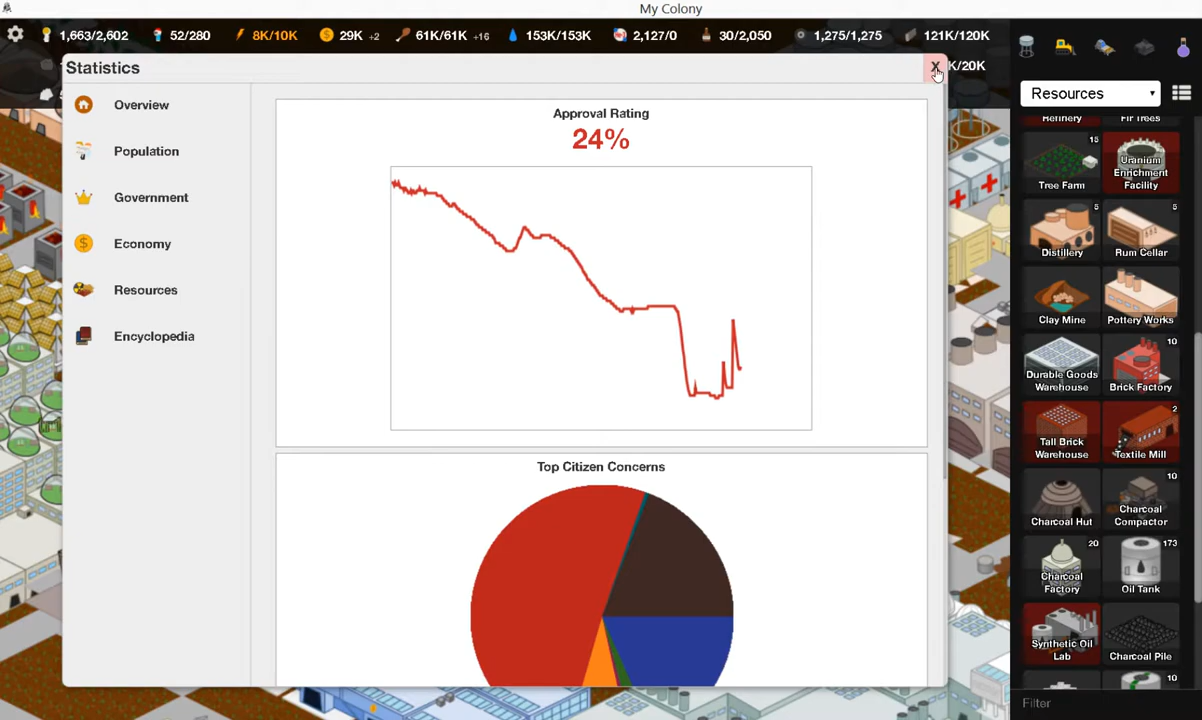 My Colony
1,663/2,602 52/280 8K/10K 29K +2 61K/61K +16 153K/153K 2,127/0 30/2,050 1,275/1,275 121K/120K
Statistics
X
K/20K
Overview
Population
Government
Economy
Resources
Encyclopedia
Approval Rating
24%
Top Citizen Concerns
Resources
Refinery
Fir Trees
15
Tree Farm
Uranium
Enrichment
Facility
5
Distillery
5
Rum Cellar
Clay Mine
Pottery Works
Durable Goods
Warehouse
10
Brick Factory
Tall Brick
Warehouse
2
Textile Mill
Charcoal Hut
10
Charcoal
Compactor
20
Charcoal
Factory
173
Oil Tank
Synthetic Oil
Lab
Charcoal Pile
10
Filter